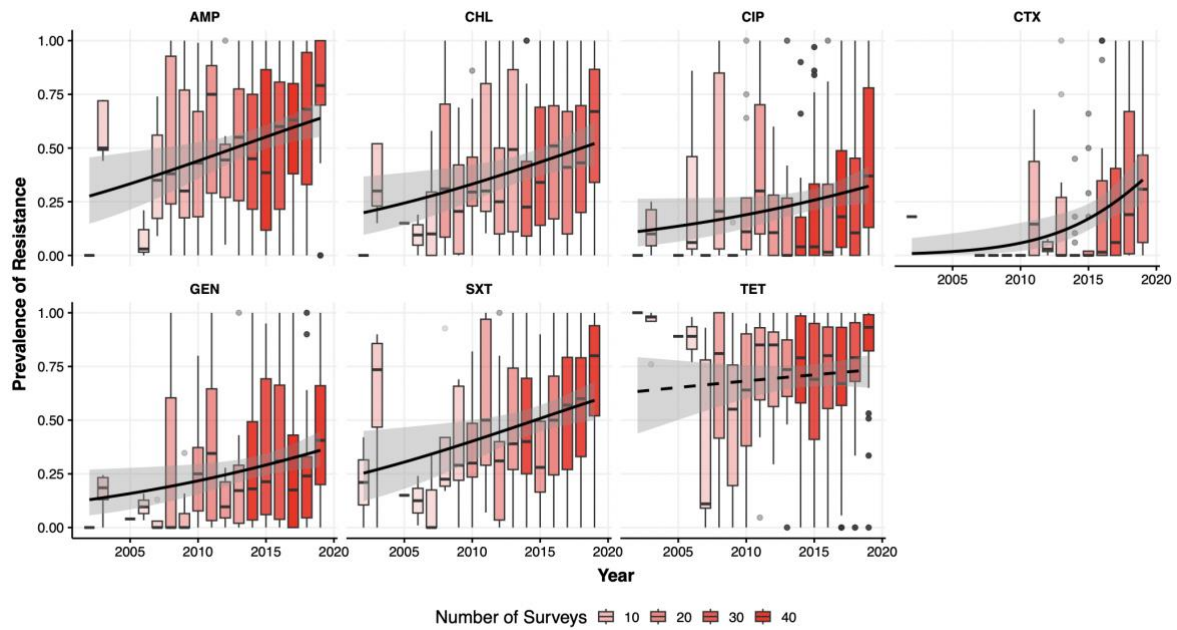 AMP CHL CIP CTX
1.00
0.75
0.50
0.25
0.00
2005 2010 2015 2020
GEN SXT TET
1.00
0.75
0.50
0.25
0.00
2005 2010 2015 2020 2005 2010 2015 2020 2005 2010 2015 2020
Prevalence of Resistance
Year
Number of Surveys 10 20 30 40